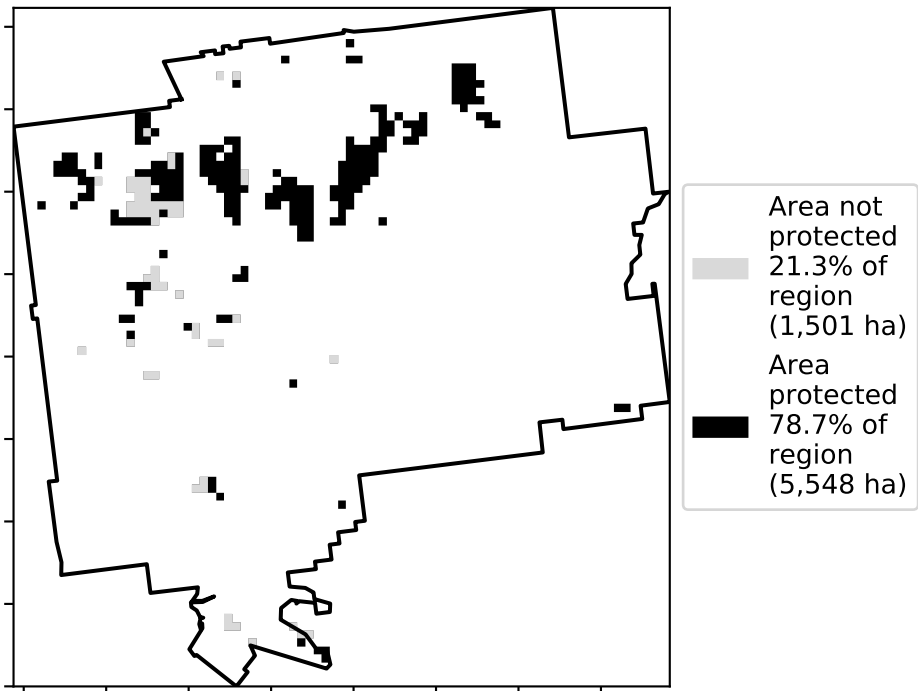 Area not
protected
21.3% of
region
(1,501 ha)
Area
protected
78.7% of
region
(5,548 ha)